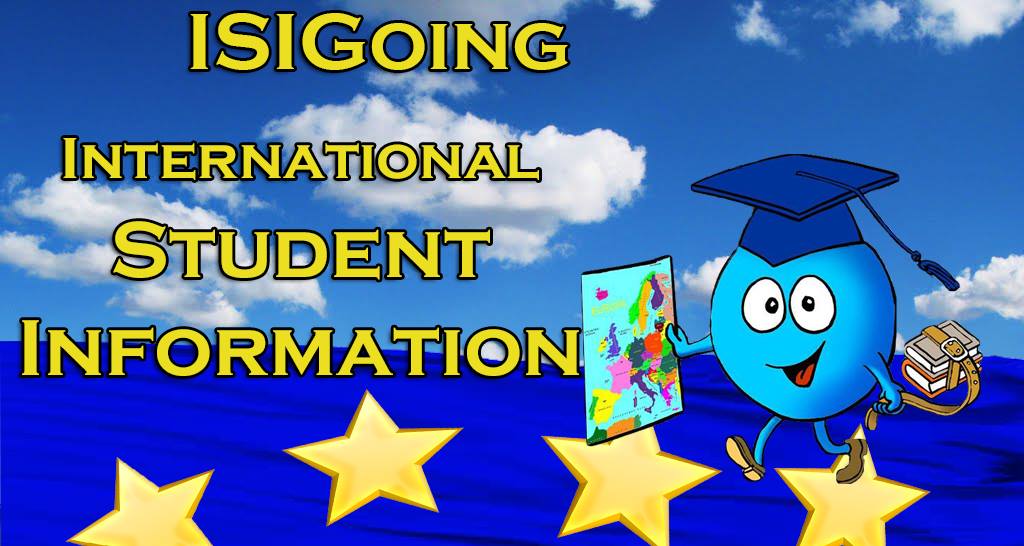 ISIGoing
International
Student
Information